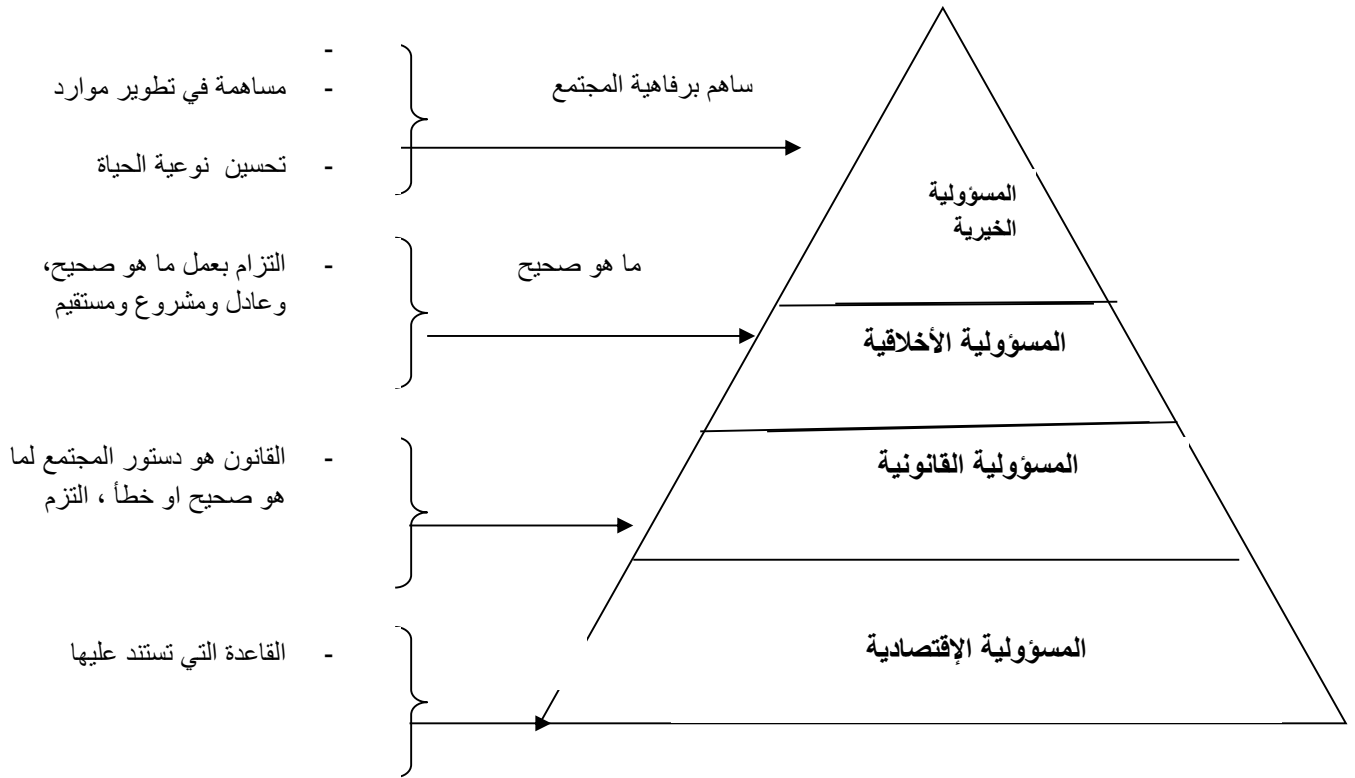 -
- مساهمة في تطوير موارد
- تحسين نوعية الحياة
ساهم برفاهية المجتمع
المسؤولية
الخيرية
- التزام بعمل ما هو صحيح،
وعادل ومشروع ومستقيم
ما هو صحيح
المسؤولية الأخلاقية
- القانون هو دستور المجتمع لما
هو صحيح او خطأ ، التزم
المسؤولية القانونية
- القاعدة التي تستند عليها
المسؤولية الإقتصادية